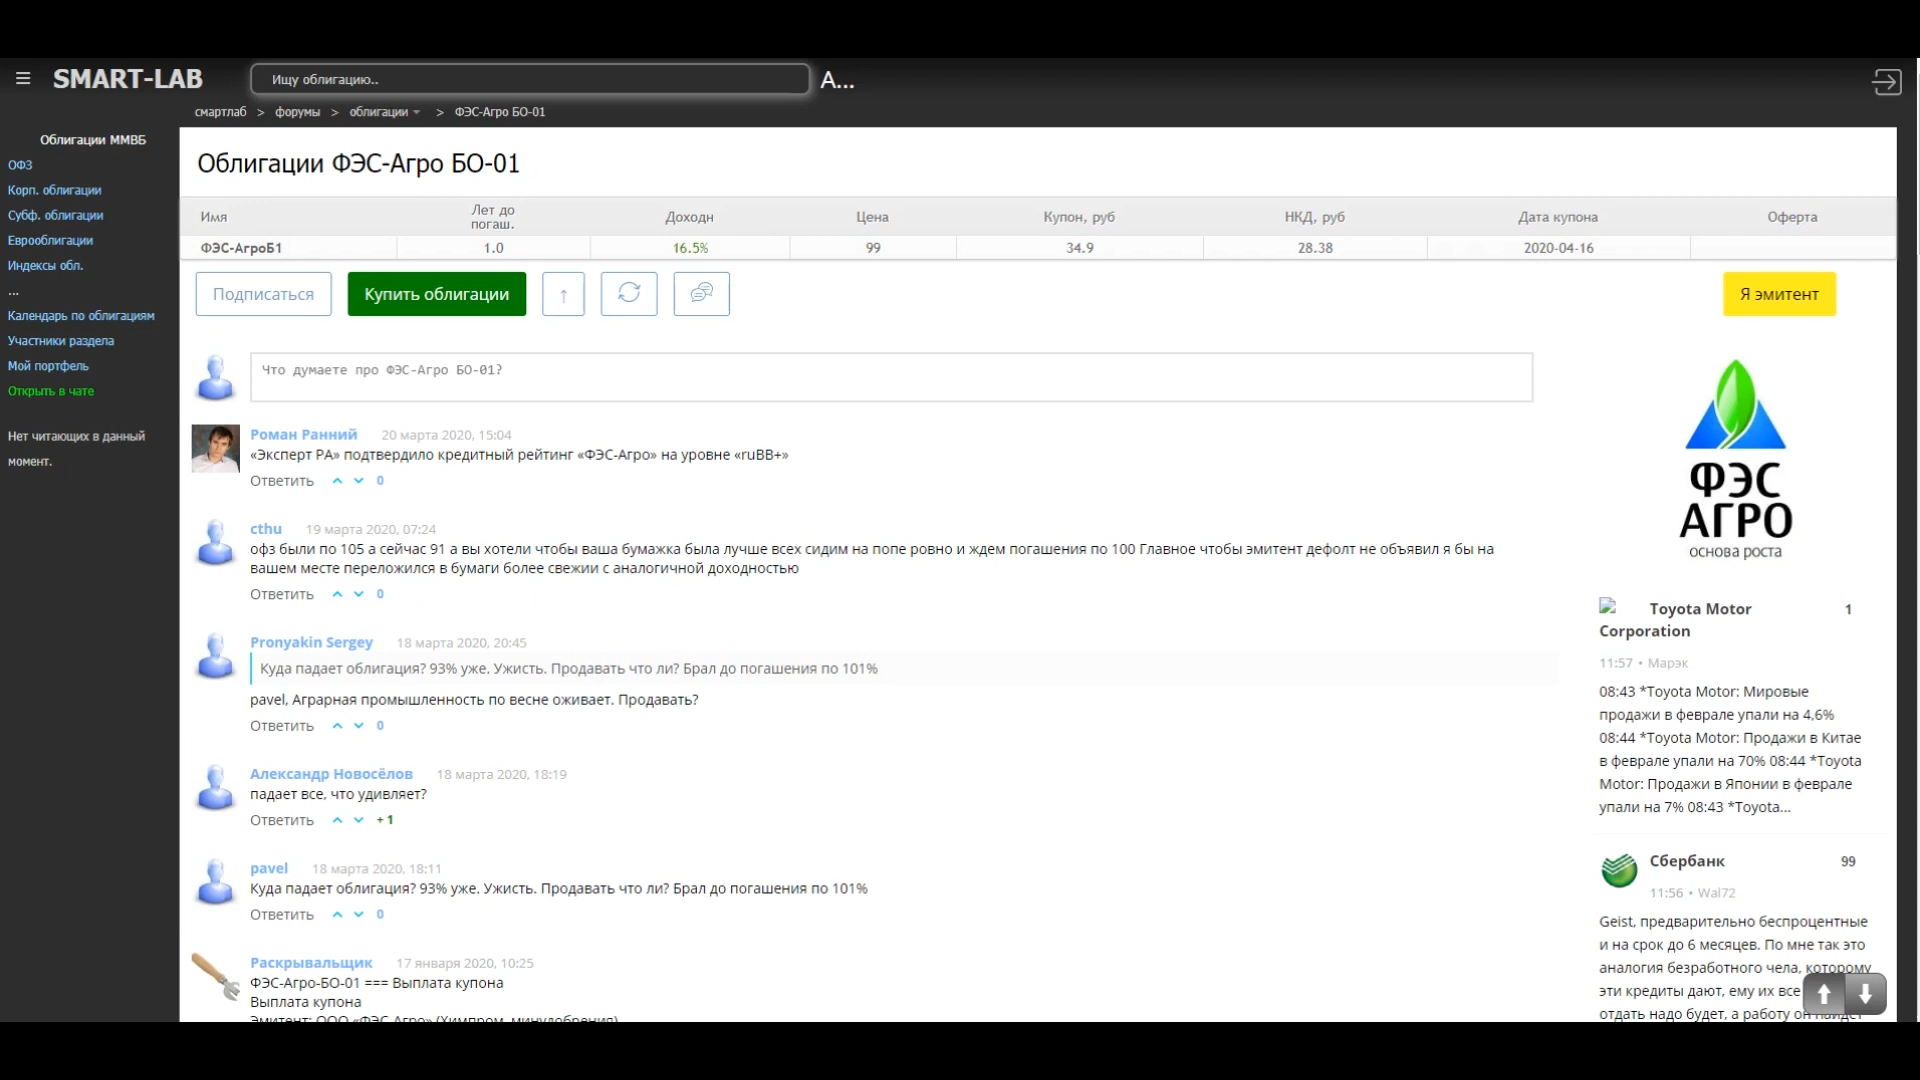 SMART-LAB
Ищу облигацию..
А...
смартлаб > форумы > облигации > ФЭС-Агро БО-01
Облигации ММВБ
ОФЗ
Корп. облигации
Субф. облигации
Еврооблигации
Индексы обл.
...
Календарь по облигациям
Участники раздела
Мой портфель
Открыть в чате
Нет читающих в данный
момент.
Облигации ФЭС-Агро БО-01
Имя Лет до погаш. Доходн Цена Купон, руб НКД, руб Дата купона Оферта
ФЭС-АгроБ1 1.0 16.5% 99 34.9 28.38 2020-04-16
Подписаться Купить облигации ↑ Я эмитент
Что думаете про ФЭС-Агро БО-01?
Роман Ранний 20 марта 2020, 15:04
«Эксперт РА» подтвердило кредитный рейтинг «ФЭС-Агро» на уровне «ruBB+»
Ответить 0
cthu 19 марта 2020, 07:24
офз были по 105 а сейчас 91 а вы хотели чтобы ваша бумажка была лучше всех сидим на попе ровно и ждем погашения по 100 Главное чтобы эмитент дефолт не объявил я бы на
вашем месте переложился в бумаги более свежии с аналогичной доходностью
Ответить 0
Pronyakin Sergey 18 марта 2020, 20:45
Куда падает облигация? 93% уже. Ужисть. Продавать что ли? Брал до погашения по 101%
pavel, Аграрная промышленность по весне оживает. Продавать?
Ответить 0
Александр Новосёлов 18 марта 2020, 18:19
падает все, что удивляет?
Ответить +1
pavel 18 марта 2020, 18:11
Куда падает облигация? 93% уже. Ужисть. Продавать что ли? Брал до погашения по 101%
Ответить 0
Раскрывальщик 17 января 2020, 10:25
ФЭС-Агро-БО-01 === Выплата купона
Выплата купона
Эмитент: ООО «ФЭС-Агро» (Химпром, минудобрения)
ФЭС
АГРО
основа роста
Toyota Motor 1
Corporation
11:57 • Марэк
08:43 *Toyota Motor: Мировые
продажи в феврале упали на 4,6%
08:44 *Toyota Motor: Продажи в Китае
в феврале упали на 70% 08:44 *Toyota
Motor: Продажи в Японии в феврале
упали на 7% 08:43 *Toyota...
Сбербанк 99
11:56 • Wal72
Geist, предварительно беспроцентные
и на срок до 6 месяцев. По мне так это
аналогия безработного чела, которому
эти кредиты дают, ему их все
отдать надо будет, а работу он найдет